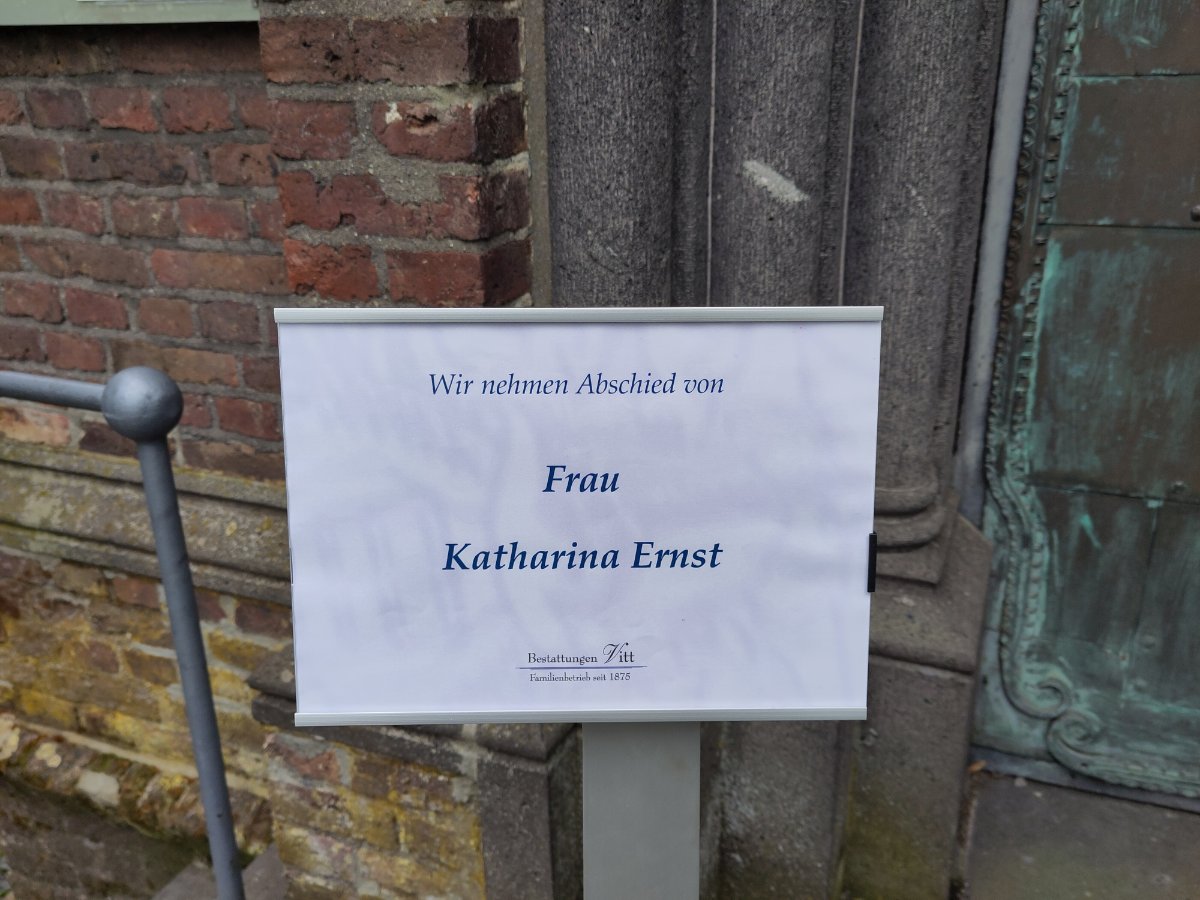 Wir nehmen Abschied von
Frau
Katharina Ernst
Bestattungen Vitt
Familienbetrieb seit 1875